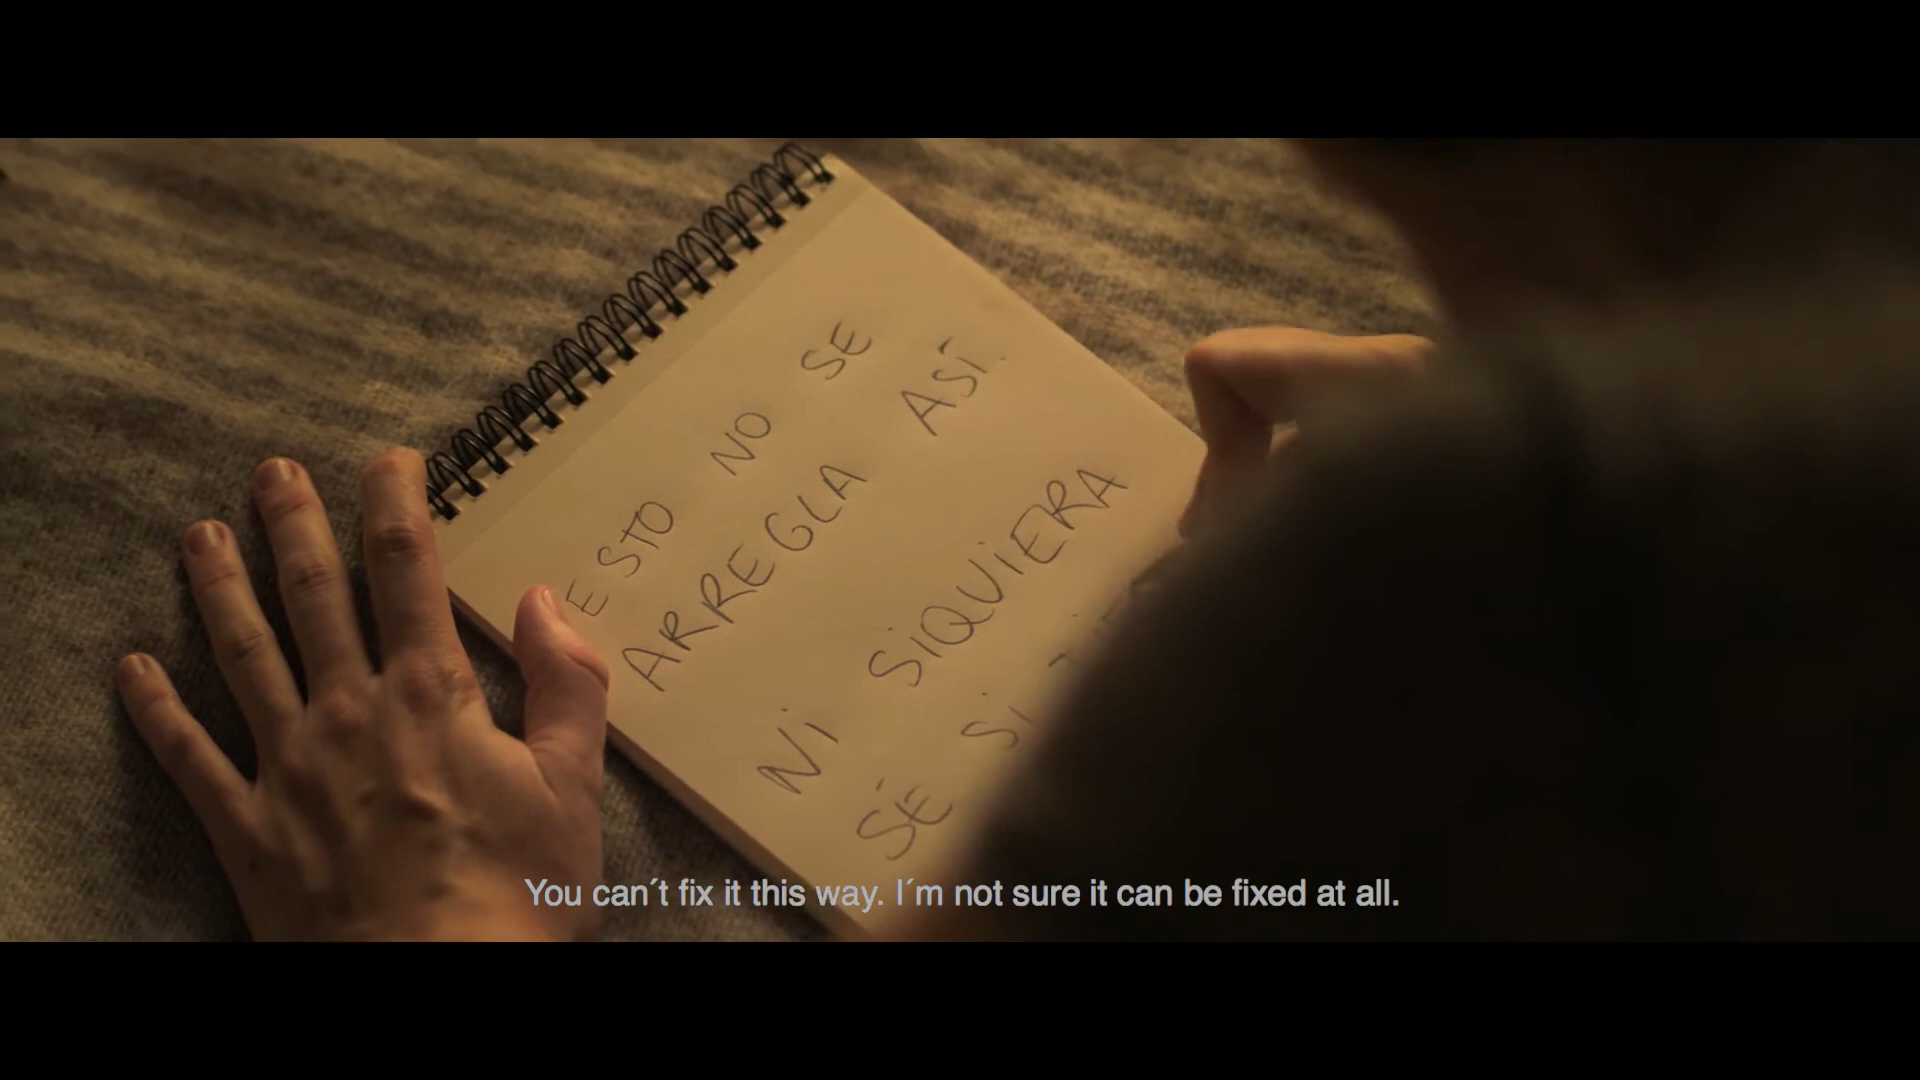 ESTO NO SE
ARREGLA ASÍ.
Ni SiQUiERA
SÉ Si
You can´t fix it this way. I´m not sure it can be fixed at all.